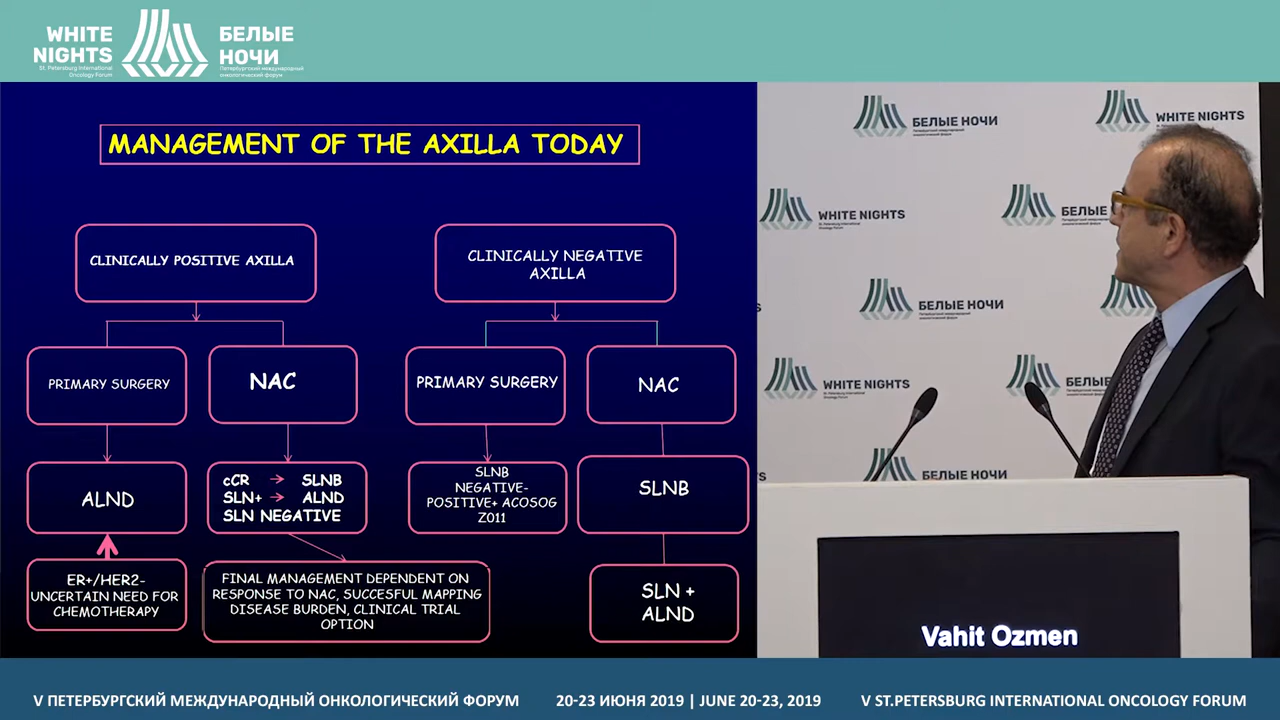 WHITE
NIGHTS
St. Petersburg International
Oncology Forum
БЕЛЫЕ
НОЧИ
Петербургский международный
онкологический форум
MANAGEMENT OF THE AXILLA TODAY
CLINICALLY POSITIVE AXILLA
CLINICALLY NEGATIVE
AXILLA
PRIMARY SURGERY
NAC
PRIMARY SURGERY
NAC
ALND
cCR → SLNB
SLN+ → ALND
SLN NEGATIVE
SLNB
NEGATIVE-
POSITIVE+ ACOSOG
Z011
SLNB
ER+/HER2-
UNCERTAIN NEED FOR
CHEMOTHERAPY
FINAL MANAGEMENT DEPENDENT ON
RESPONSE TO NAC, SUCCESFUL MAPPING
DISEASE BURDEN, CLINICAL TRIAL
OPTION
SLN +
ALND
БЕЛЫЕ НОЧИ
WHITE NIGHTS
WHITE NIGHTS
БЕЛЫЕ
БЕЛЫЕ НОЧИ
WHITE NIGHTS
БЕЛЫЕ
БЕЛЫЕ НОЧИ
Vahit Ozmen
V ПЕТЕРБУРГСКИЙ МЕЖДУНАРОДНЫЙ ОНКОЛОГИЧЕСКИЙ ФОРУМ
20-23 ИЮНЯ 2019 | JUNE 20-23, 2019
V ST.PETERSBURG INTERNATIONAL ONCOLOGY FORUM